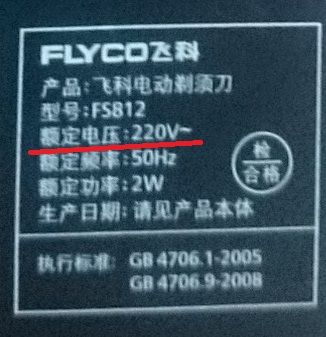 FLYCO飞科
产品:飞科电动剃须刀
型号:FS812
额定电压:220V~
额定频率:50Hz
额定功率:2W
检
合格
生产日期:请见产品本体
执行标准: GB 4706.1-2005
GB 4706.9-2008